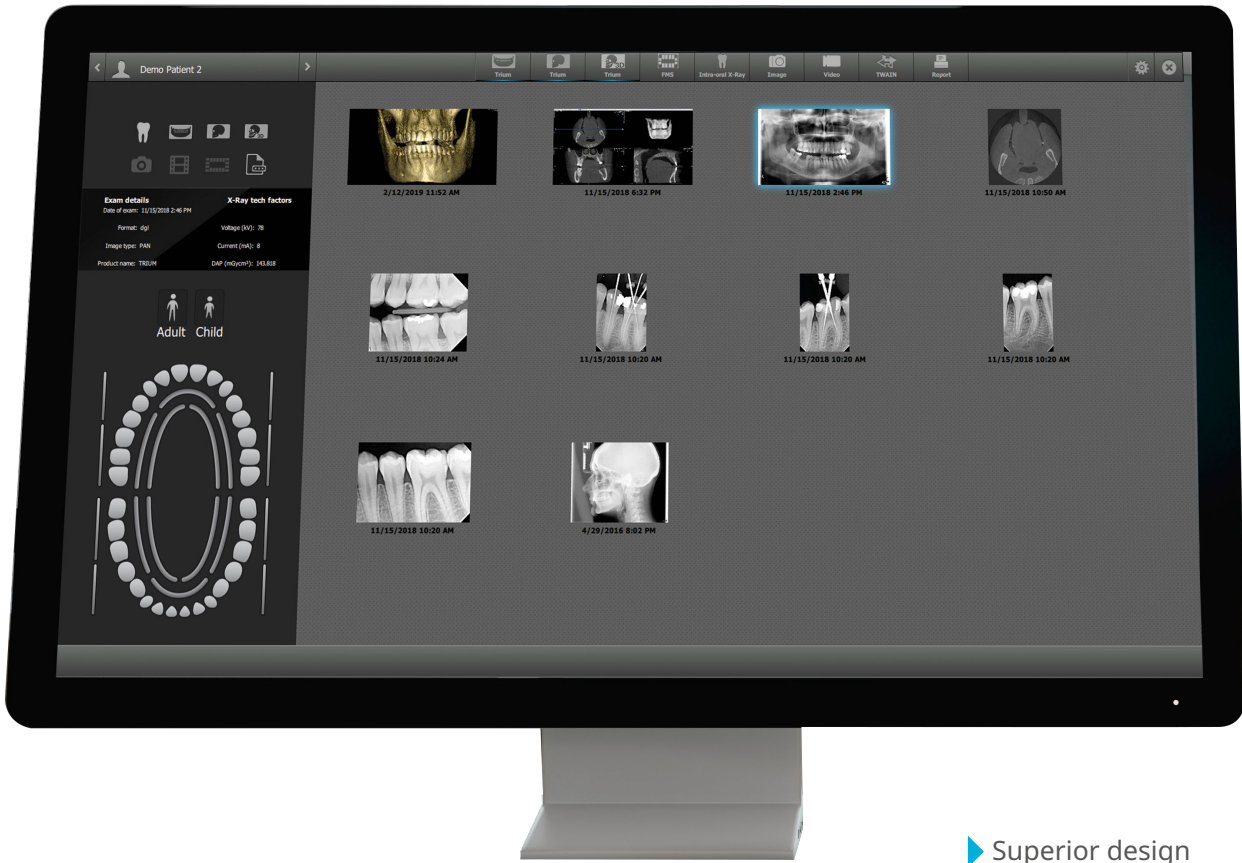 Demo Patient 2
Trium
Trium
Trium
FMS
Intra-oral X-Ray
Image
Video
TWAIN
Report
Exam details
X-Ray tech factors
Date of exam: 11/15/2018 2:46 PM
Format: dgl
Voltage (kV): 78
Image type: PAN
Current (mA): 8
Product name: TRIUM
DAP (mGycm²): 143.818
Adult
Child
2/12/2019 11:52 AM
11/15/2018 6:32 PM
11/15/2018 2:46 PM
11/15/2018 10:50 AM
11/15/2018 10:24 AM
11/15/2018 10:20 AM
11/15/2018 10:20 AM
11/15/2018 10:20 AM
11/15/2018 10:20 AM
4/29/2016 8:02 PM
Superior design